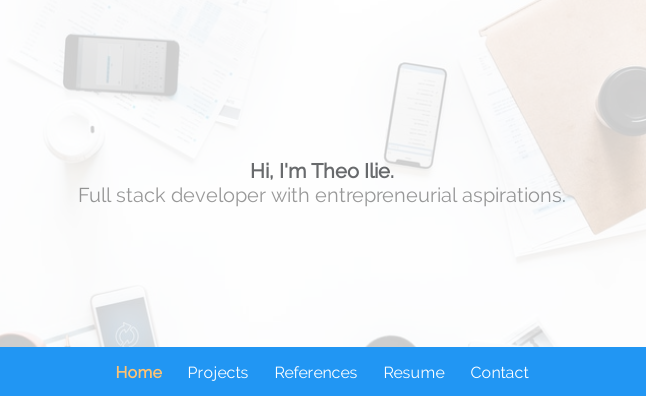 Hi, I'm Theo Ilie.
Full stack developer with entrepreneurial aspirations.
Home Projects References Resume Contact